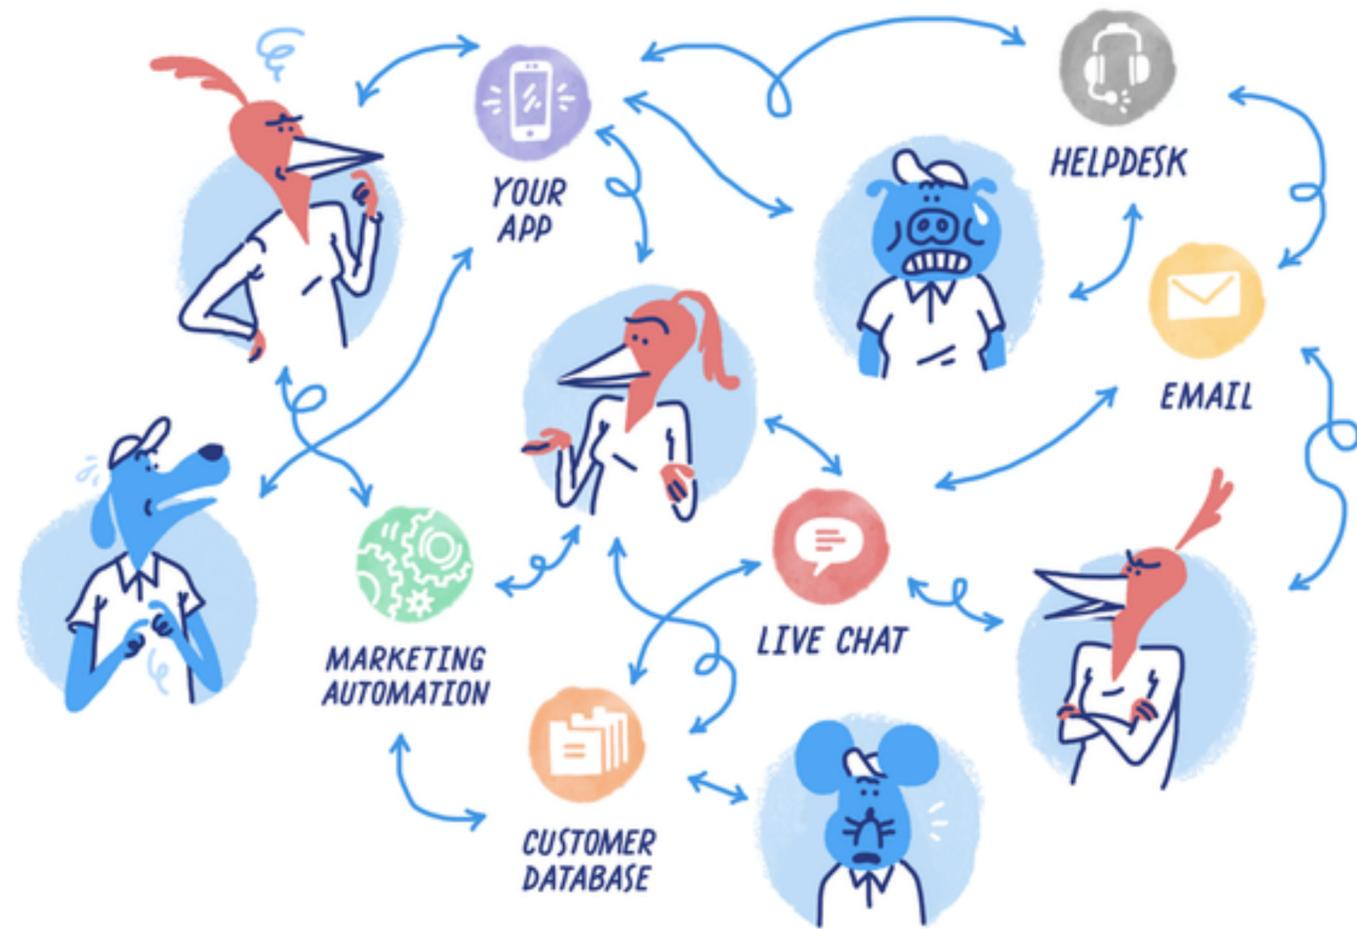 YOUR
APP
HELPDESK
EMAIL
MARKETING
AUTOMATION
LIVE CHAT
CUSTOMER
DATABASE